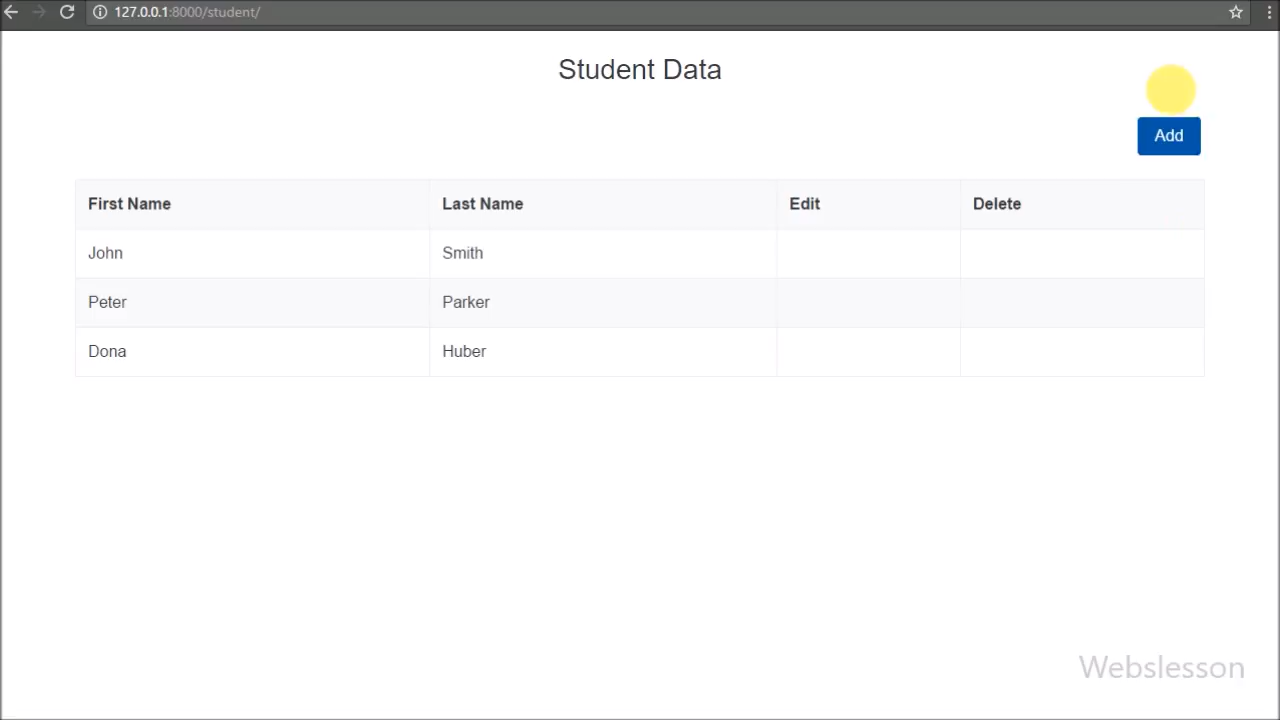 127.0.0.1:8000/student/
Student Data
Add
First Name Last Name Edit Delete
John Smith
Peter Parker
Dona Huber
Webslesson